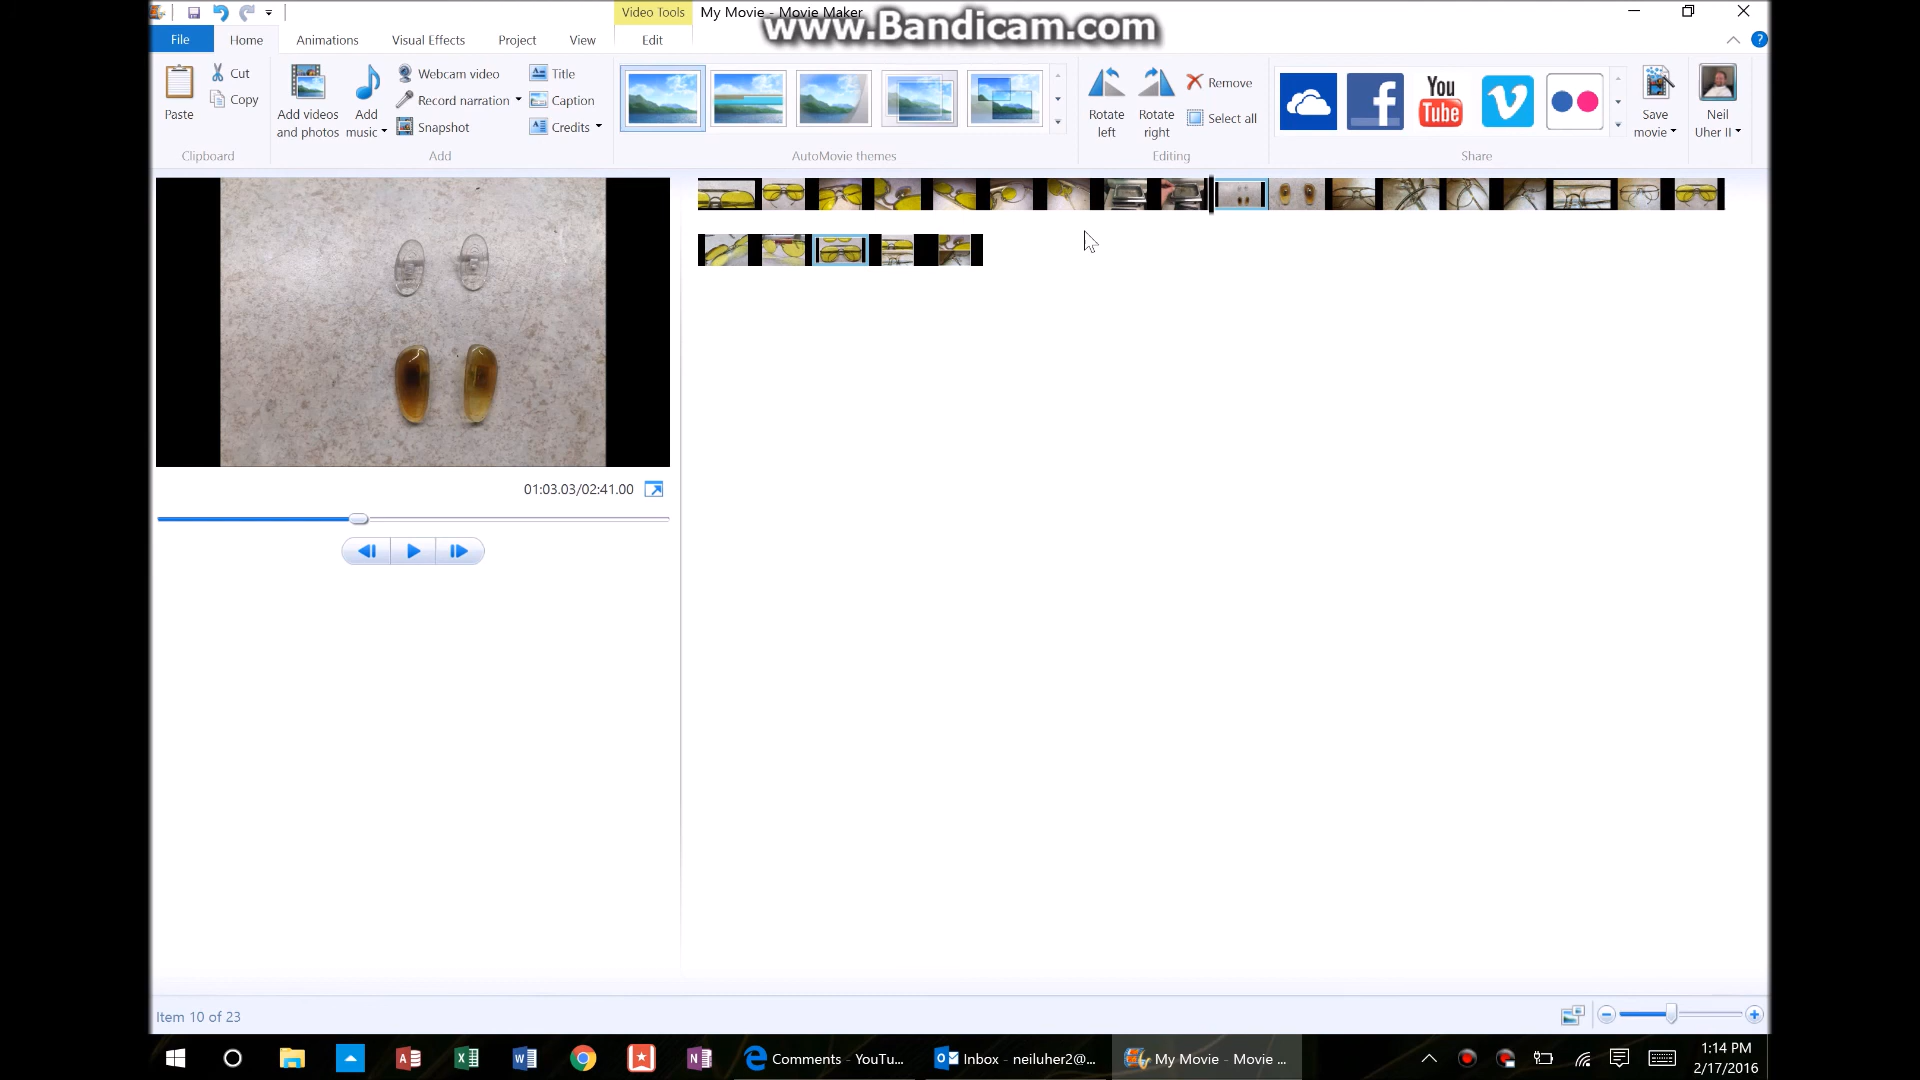 Video Tools My Movie - Movie Maker
www.Bandicam.com
File Home Animations Visual Effects Project View Edit
Paste
Cut
Copy
Clipboard
Add videos
and photos
Add
music
Webcam video
Record narration
Snapshot
Title
Caption
Credits
Add
AutoMovie themes
Rotate
left
Rotate
right
Remove
Select all
Editing
f
You
Tube
Share
Save
movie
Neil
Uher II
01:03.03/02:41.00
Item 10 of 23
Comments - YouTu...
Inbox - neiluher2@...
My Movie - Movie ...
1:14 PM
2/17/2016